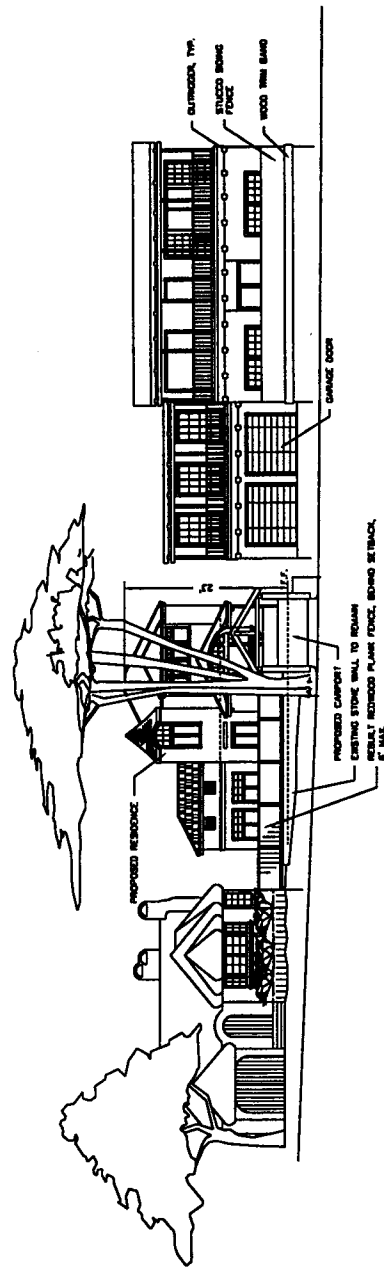 PROPOSED RESIDENCE
F.F.
PROPOSED CARPORT
EXISTING STONE WALL TO REMAIN
REBUILT REDWOOD PLANK FENCE, BEHIND SETBACK,
6' MAX.
GARAGE DOOR
OUTRIGGER, TYP.
STUCCO SIDING
FENCE
WOOD TRIM BAND